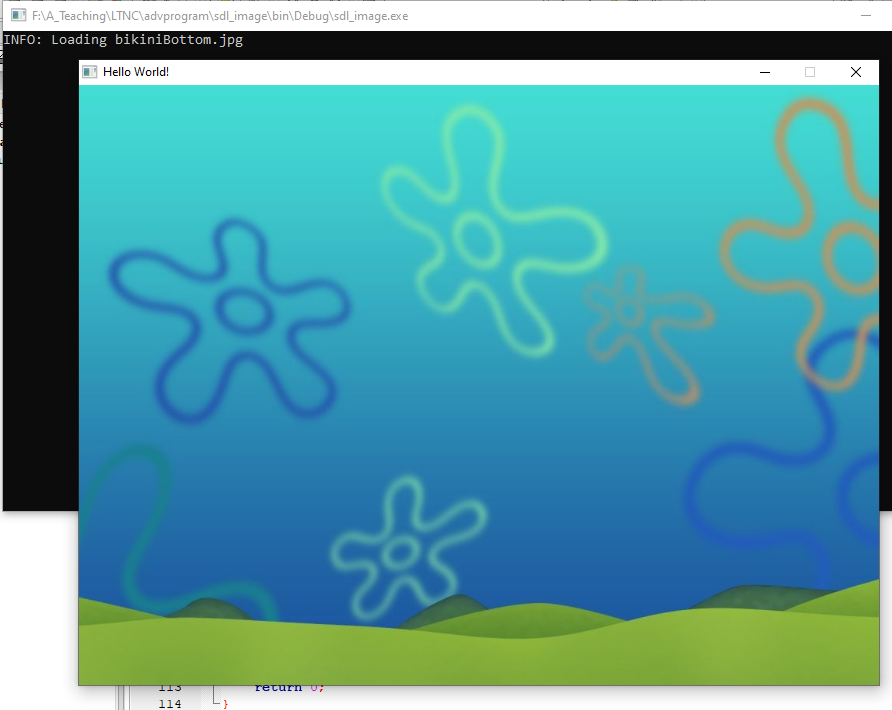 F:\A_Teaching\LTNC\advprogram\sdl_image\bin\Debug\sdl_image.exe
INFO: Loading bikiniBottom.jpg
Hello World!
113 return 0;
114 }